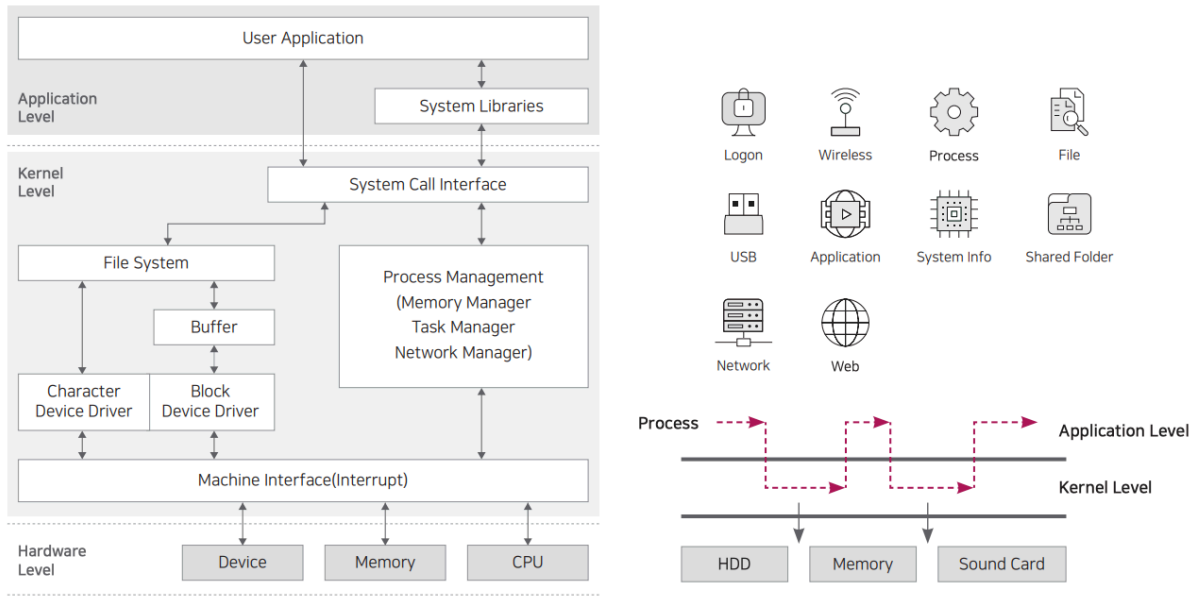 User Application
Application
Level
System Libraries
Kernel
Level
System Call Interface
File System
Process Management
(Memory Manager
Task Manager
Network Manager)
Buffer
Character
Device Driver
Block
Device Driver
Machine Interface(Interrupt)
Hardware
Level
Device
Memory
CPU
Logon
Wireless
Process
File
USB
Application
System Info
Shared Folder
Network
Web
Process
Application Level
Kernel Level
HDD
Memory
Sound Card